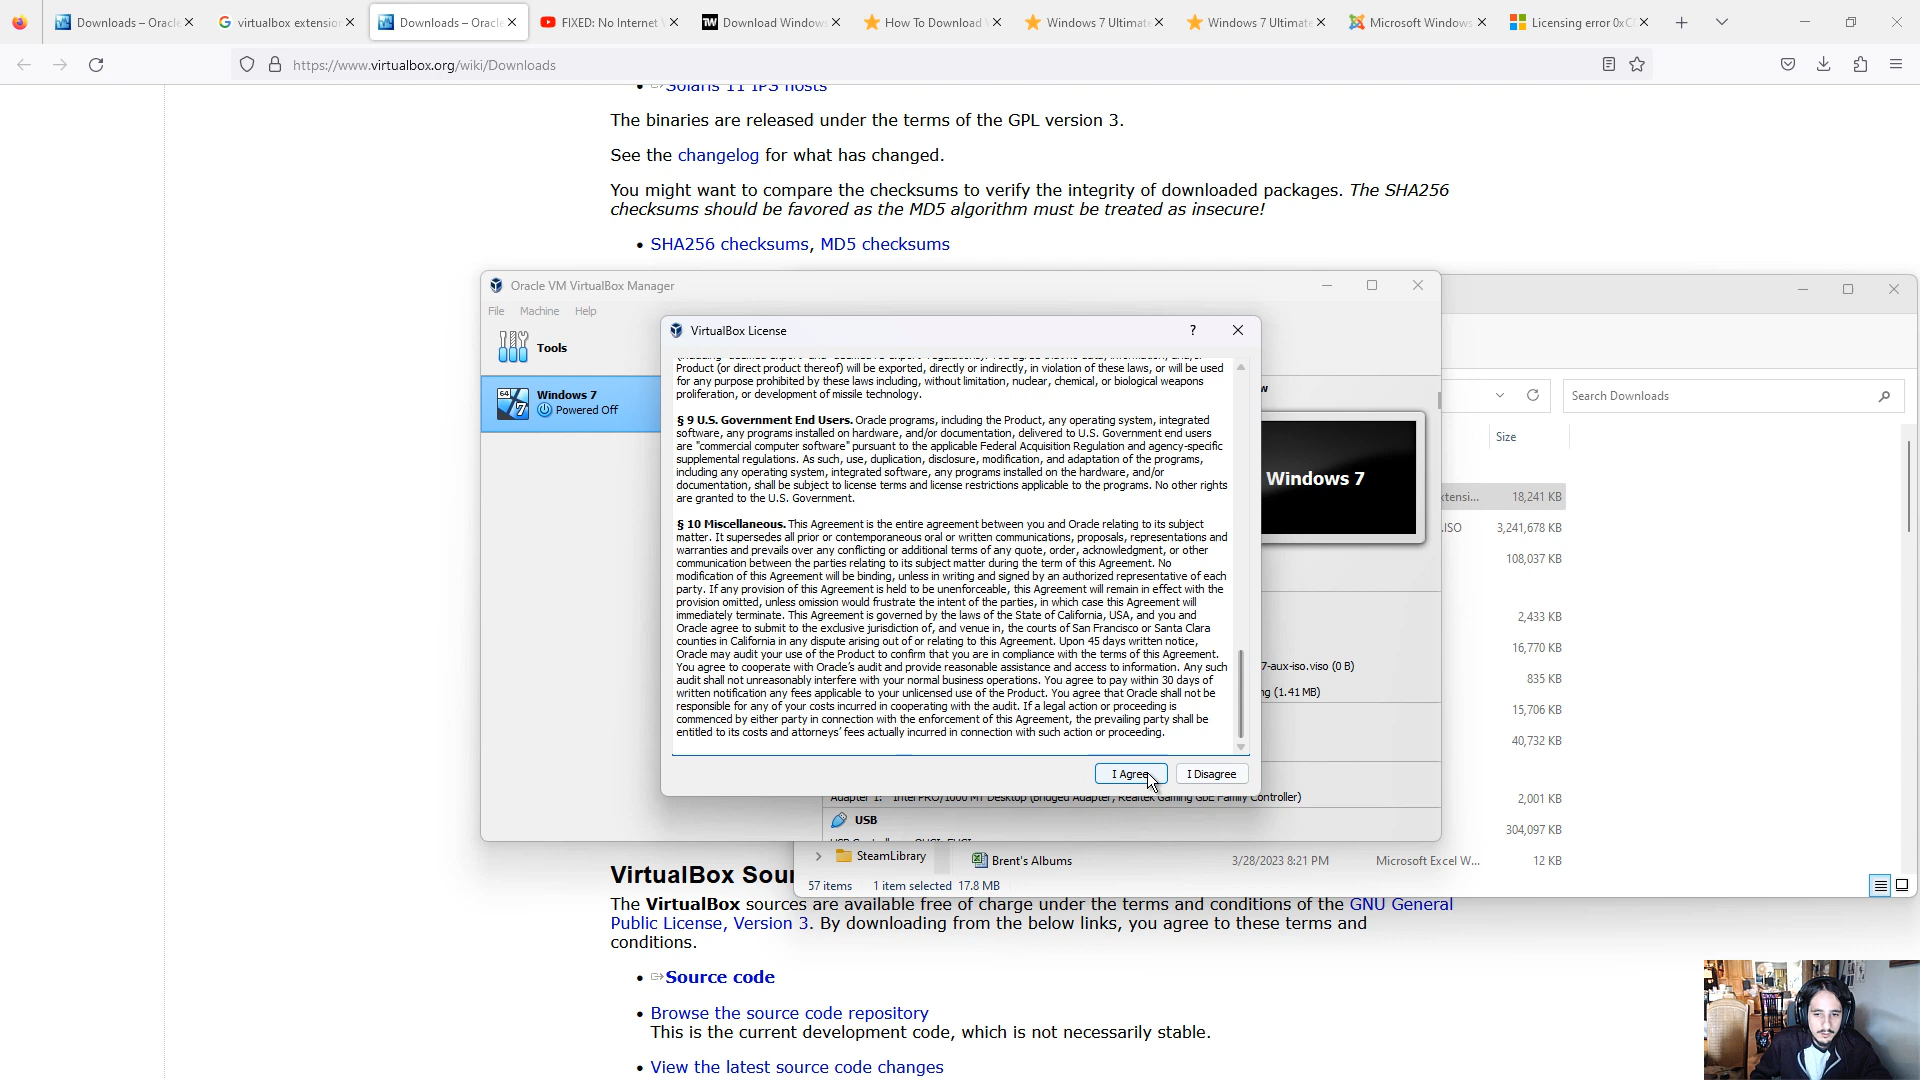 Downloads – Oracle
virtualbox extension
Downloads – Oracle
FIXED: No Internet
Download Windows
How To Download
Windows 7 Ultimate
Windows 7 Ultimate
Microsoft Windows
Licensing error 0xC
https://www.virtualbox.org/wiki/Downloads
Solaris 11 IPS hosts
The binaries are released under the terms of the GPL version 3.
See the changelog for what has changed.
You might want to compare the checksums to verify the integrity of downloaded packages. The SHA256
checksums should be favored as the MD5 algorithm must be treated as insecure!
• SHA256 checksums, MD5 checksums
Oracle VM VirtualBox Manager
File Machine Help
Tools
Windows 7
Powered Off
64
7
VirtualBox License
?
Product (or direct product thereof) will be exported, directly or indirectly, in violation of these laws, or will be used
for any purpose prohibited by these laws including, without limitation, nuclear, chemical, or biological weapons
proliferation, or development of missile technology.
§ 9 U.S. Government End Users. Oracle programs, including the Product, any operating system, integrated
software, any programs installed on hardware, and/or documentation, delivered to U.S. Government end users
are "commercial computer software" pursuant to the applicable Federal Acquisition Regulation and agency-specific
supplemental regulations. As such, use, duplication, disclosure, modification, and adaptation of the programs,
including any operating system, integrated software, any programs installed on the hardware, and/or
documentation, shall be subject to license terms and license restrictions applicable to the programs. No other rights
are granted to the U.S. Government.
§ 10 Miscellaneous. This Agreement is the entire agreement between you and Oracle relating to its subject
matter. It supersedes all prior or contemporaneous oral or written communications, proposals, representations and
warranties and prevails over any conflicting or additional terms of any quote, order, acknowledgment, or other
communication between the parties relating to its subject matter during the term of this Agreement. No
modification of this Agreement will be binding, unless in writing and signed by an authorized representative of each
party. If any provision of this Agreement is held to be unenforceable, this Agreement will remain in effect with the
provision omitted, unless omission would frustrate the intent of the parties, in which case this Agreement will
immediately terminate. This Agreement is governed by the laws of the State of California, USA, and you and
Oracle agree to submit to the exclusive jurisdiction of, and venue in, the courts of San Francisco or Santa Clara
counties in California in any dispute arising out of or relating to this Agreement. Upon 45 days written notice,
Oracle may audit your use of the Product to confirm that you are in compliance with the terms of this Agreement.
You agree to cooperate with Oracle's audit and provide reasonable assistance and access to information. Any such
audit shall not unreasonably interfere with your normal business operations. You agree to pay within 30 days of
written notification any fees applicable to your unlicensed use of the Product. You agree that Oracle shall not be
responsible for any of your costs incurred in cooperating with the audit. If a legal action or proceeding is
commenced by either party in connection with the enforcement of this Agreement, the prevailing party shall be
entitled to its costs and attorneys' fees actually incurred in connection with such action or proceeding.
I Agree
I Disagree
w
Windows 7
7-aux-iso.viso (0 B)
ng (1.41 MB)
Adapter 1: Intel PRO/1000 MT Desktop (Bridged Adapter, Realtek Gaming GbE Family Controller)
USB
Search Downloads
Size
xtensi... 18,241 KB
.ISO 3,241,678 KB
108,037 KB
2,433 KB
16,770 KB
835 KB
15,706 KB
40,732 KB
2,001 KB
304,097 KB
SteamLibrary
Brent's Albums 3/28/2023 8:21 PM Microsoft Excel W... 12 KB
57 items 1 item selected 17.8 MB
VirtualBox Sou
The VirtualBox sources are available free of charge under the terms and conditions of the GNU General
Public License, Version 3. By downloading from the below links, you agree to these terms and
conditions.
• Source code
• Browse the source code repository
This is the current development code, which is not necessarily stable.
• View the latest source code changes